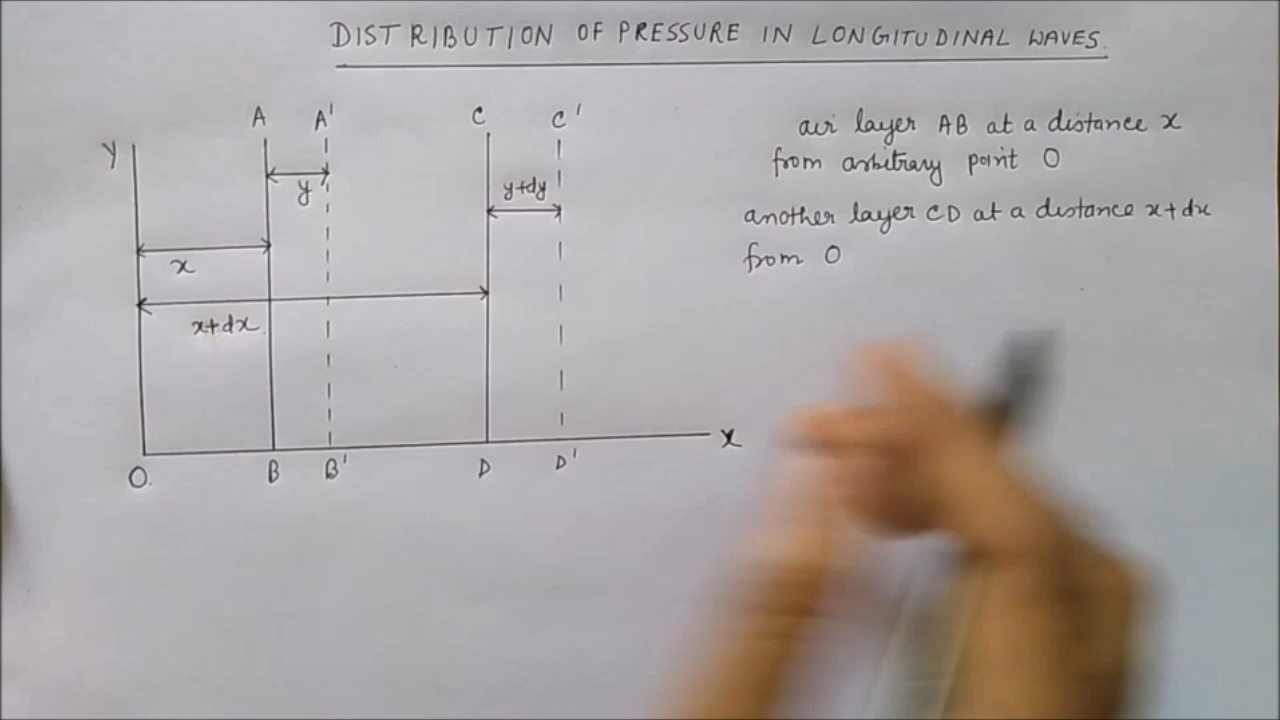 DISTRIBUTION OF PRESSURE IN LONGITUDINAL WAVES.
A A' C C'
Y
y
y+dy
x
x+dx
X
O. B B' D D'
air layer AB at a distance x
from arbitrary point O
another layer CD at a distance x+dx
from O